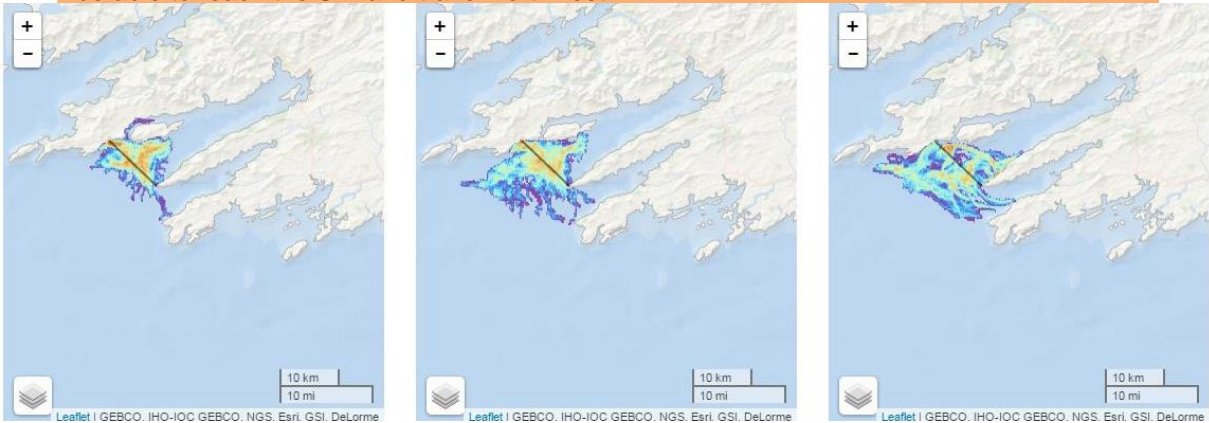 +
−
10 km
10 mi
Leaflet | GEBCO, IHO-IOC GEBCO, NGS, Esri, GSI, DeLorme
+
−
10 km
10 mi
Leaflet | GEBCO, IHO-IOC GEBCO, NGS, Esri, GSI, DeLorme
+
−
10 km
10 mi
Leaflet | GEBCO, IHO-IOC GEBCO, NGS, Esri, GSI, DeLorme